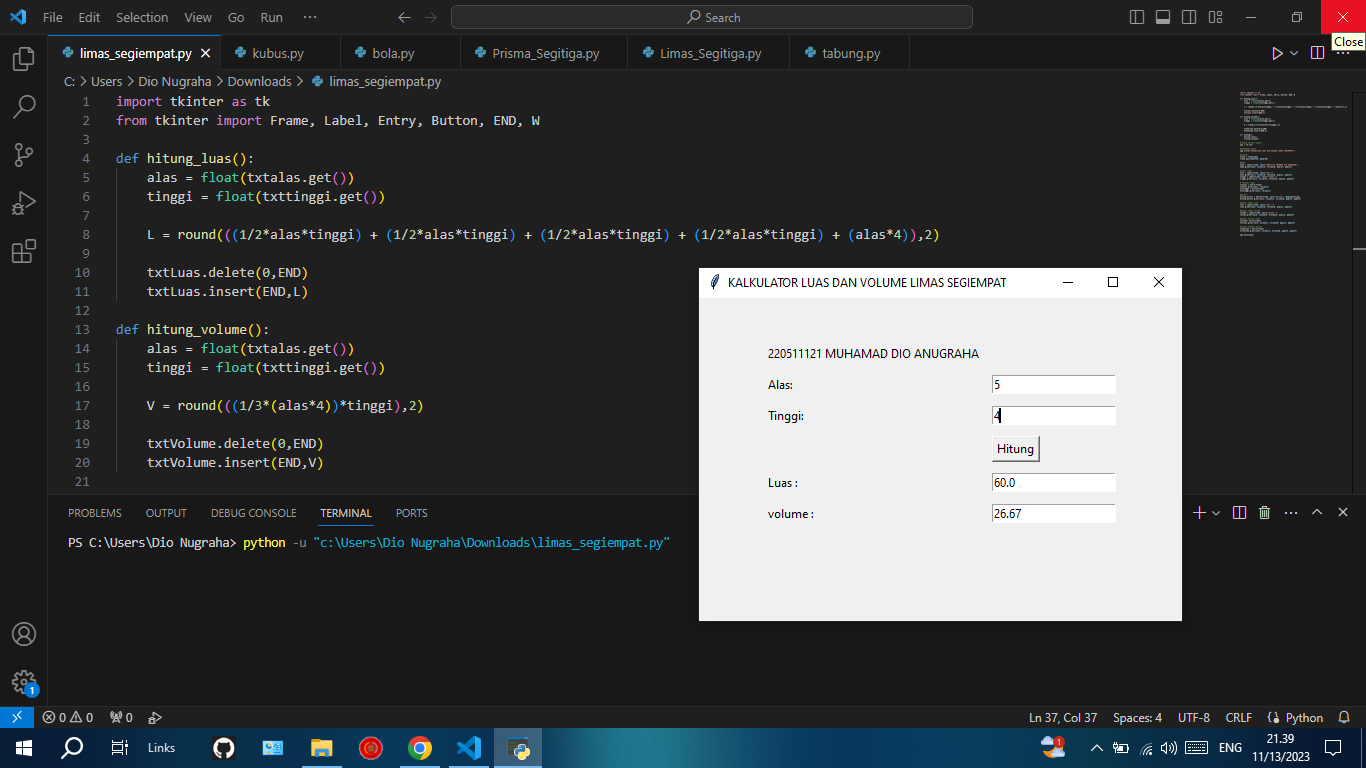 File Edit Selection View Go Run ··· Search
Close
limas_segiempat.py kubus.py bola.py Prisma_Segitiga.py Limas_Segitiga.py tabung.py
C: > Users > Dio Nugraha > Downloads > limas_segiempat.py
1 import tkinter as tk
2 from tkinter import Frame, Label, Entry, Button, END, W
3
4 def hitung_luas():
5 alas = float(txtalas.get())
6 tinggi = float(txttinggi.get())
7
8 L = round(((1/2*alas*tinggi) + (1/2*alas*tinggi) + (1/2*alas*tinggi) + (1/2*alas*tinggi) + (alas*4)),2)
9
10 txtLuas.delete(0,END)
11 txtLuas.insert(END,L)
12
13 def hitung_volume():
14 alas = float(txtalas.get())
15 tinggi = float(txttinggi.get())
16
17 V = round(((1/3*(alas*4))*tinggi),2)
18
19 txtVolume.delete(0,END)
20 txtVolume.insert(END,V)
21
KALKULATOR LUAS DAN VOLUME LIMAS SEGIEMPAT
220511121 MUHAMAD DIO ANUGRAHA
Alas: 5
Tinggi: 4
Hitung
Luas : 60.0
volume : 26.67
PROBLEMS OUTPUT DEBUG CONSOLE TERMINAL PORTS
PS C:\Users\Dio Nugraha> python -u "c:\Users\Dio Nugraha\Downloads\limas_segiempat.py"
1
0 0 0 Ln 37, Col 37 Spaces: 4 UTF-8 CRLF Python
Links 1 ENG 21.39
11/13/2023